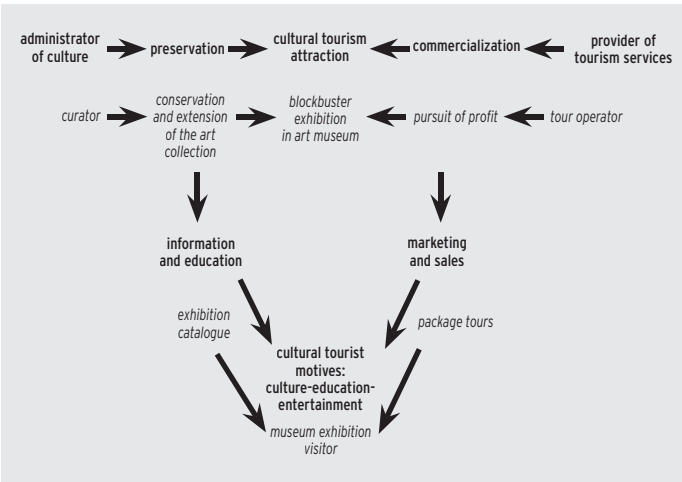 administrator
of culture
preservation
cultural tourism
attraction
commercialization
provider of
tourism services
curator
conservation
and extension
of the art
collection
blockbuster
exhibition
in art museum
pursuit of profit
tour operator
information
and education
marketing
and sales
exhibition
catalogue
package tours
cultural tourist
motives:
culture-education-
entertainment
museum exhibition
visitor